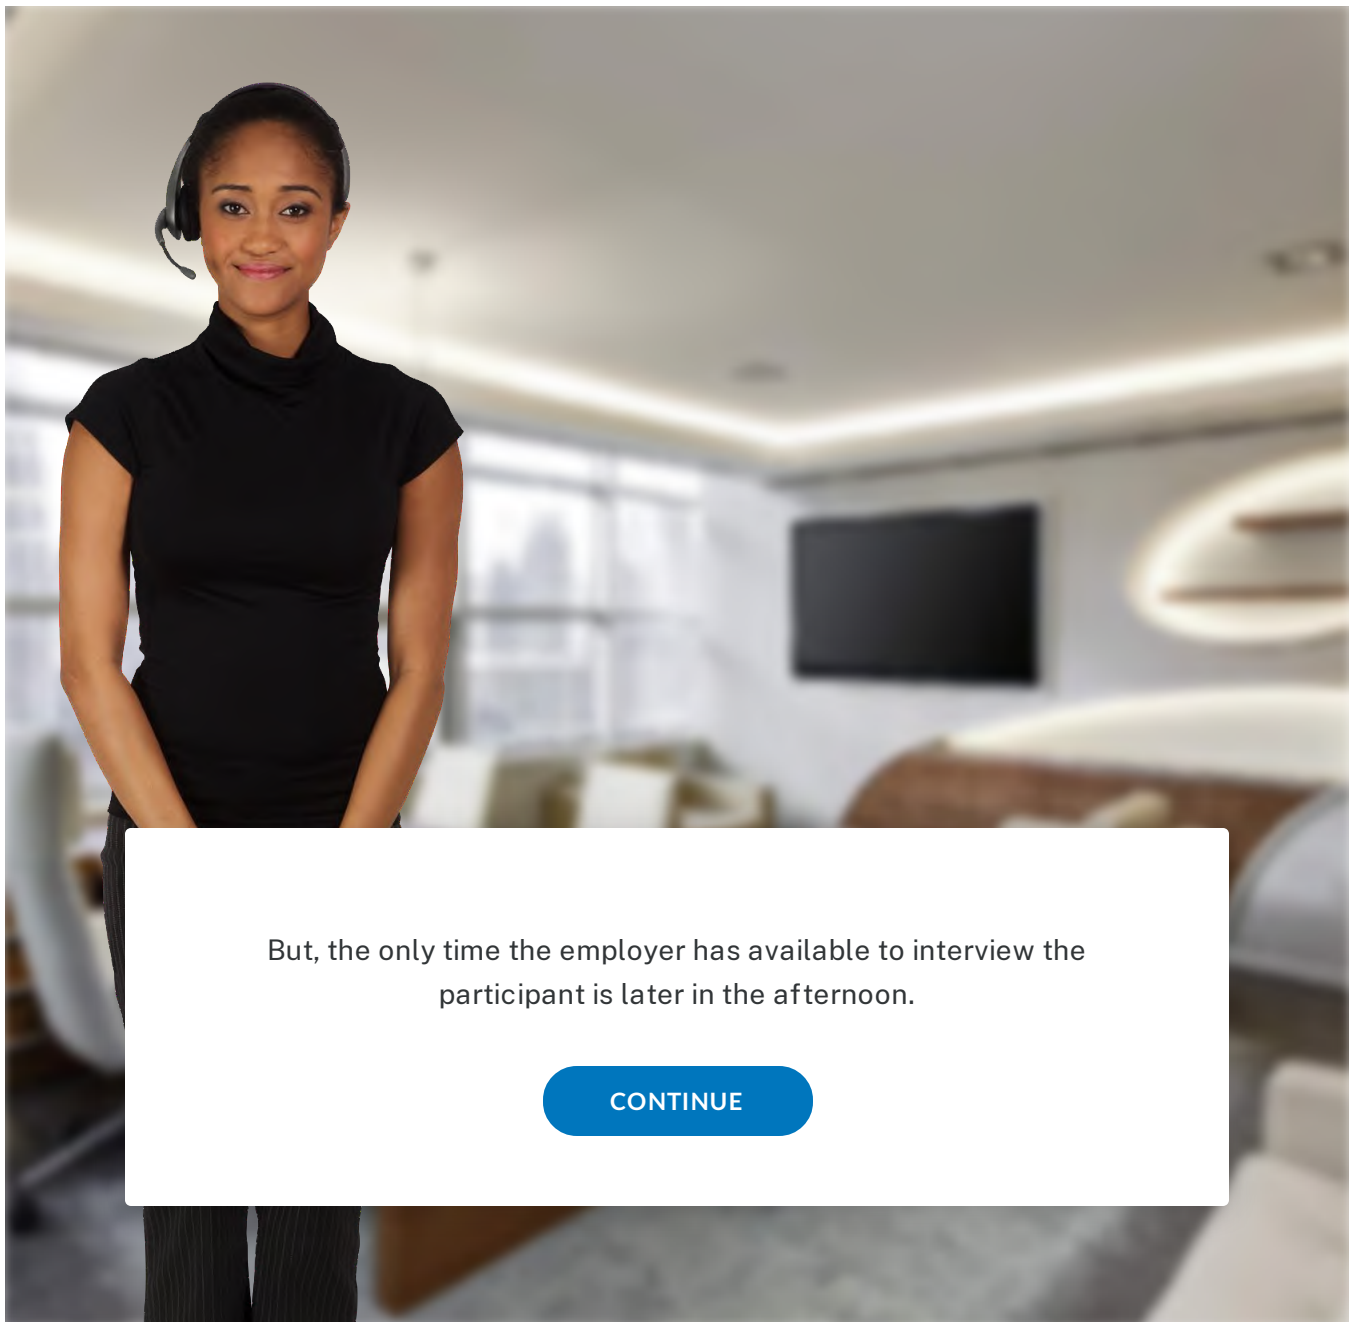 But, the only time the employer has available to interview the
participant is later in the afternoon.
CONTINUE